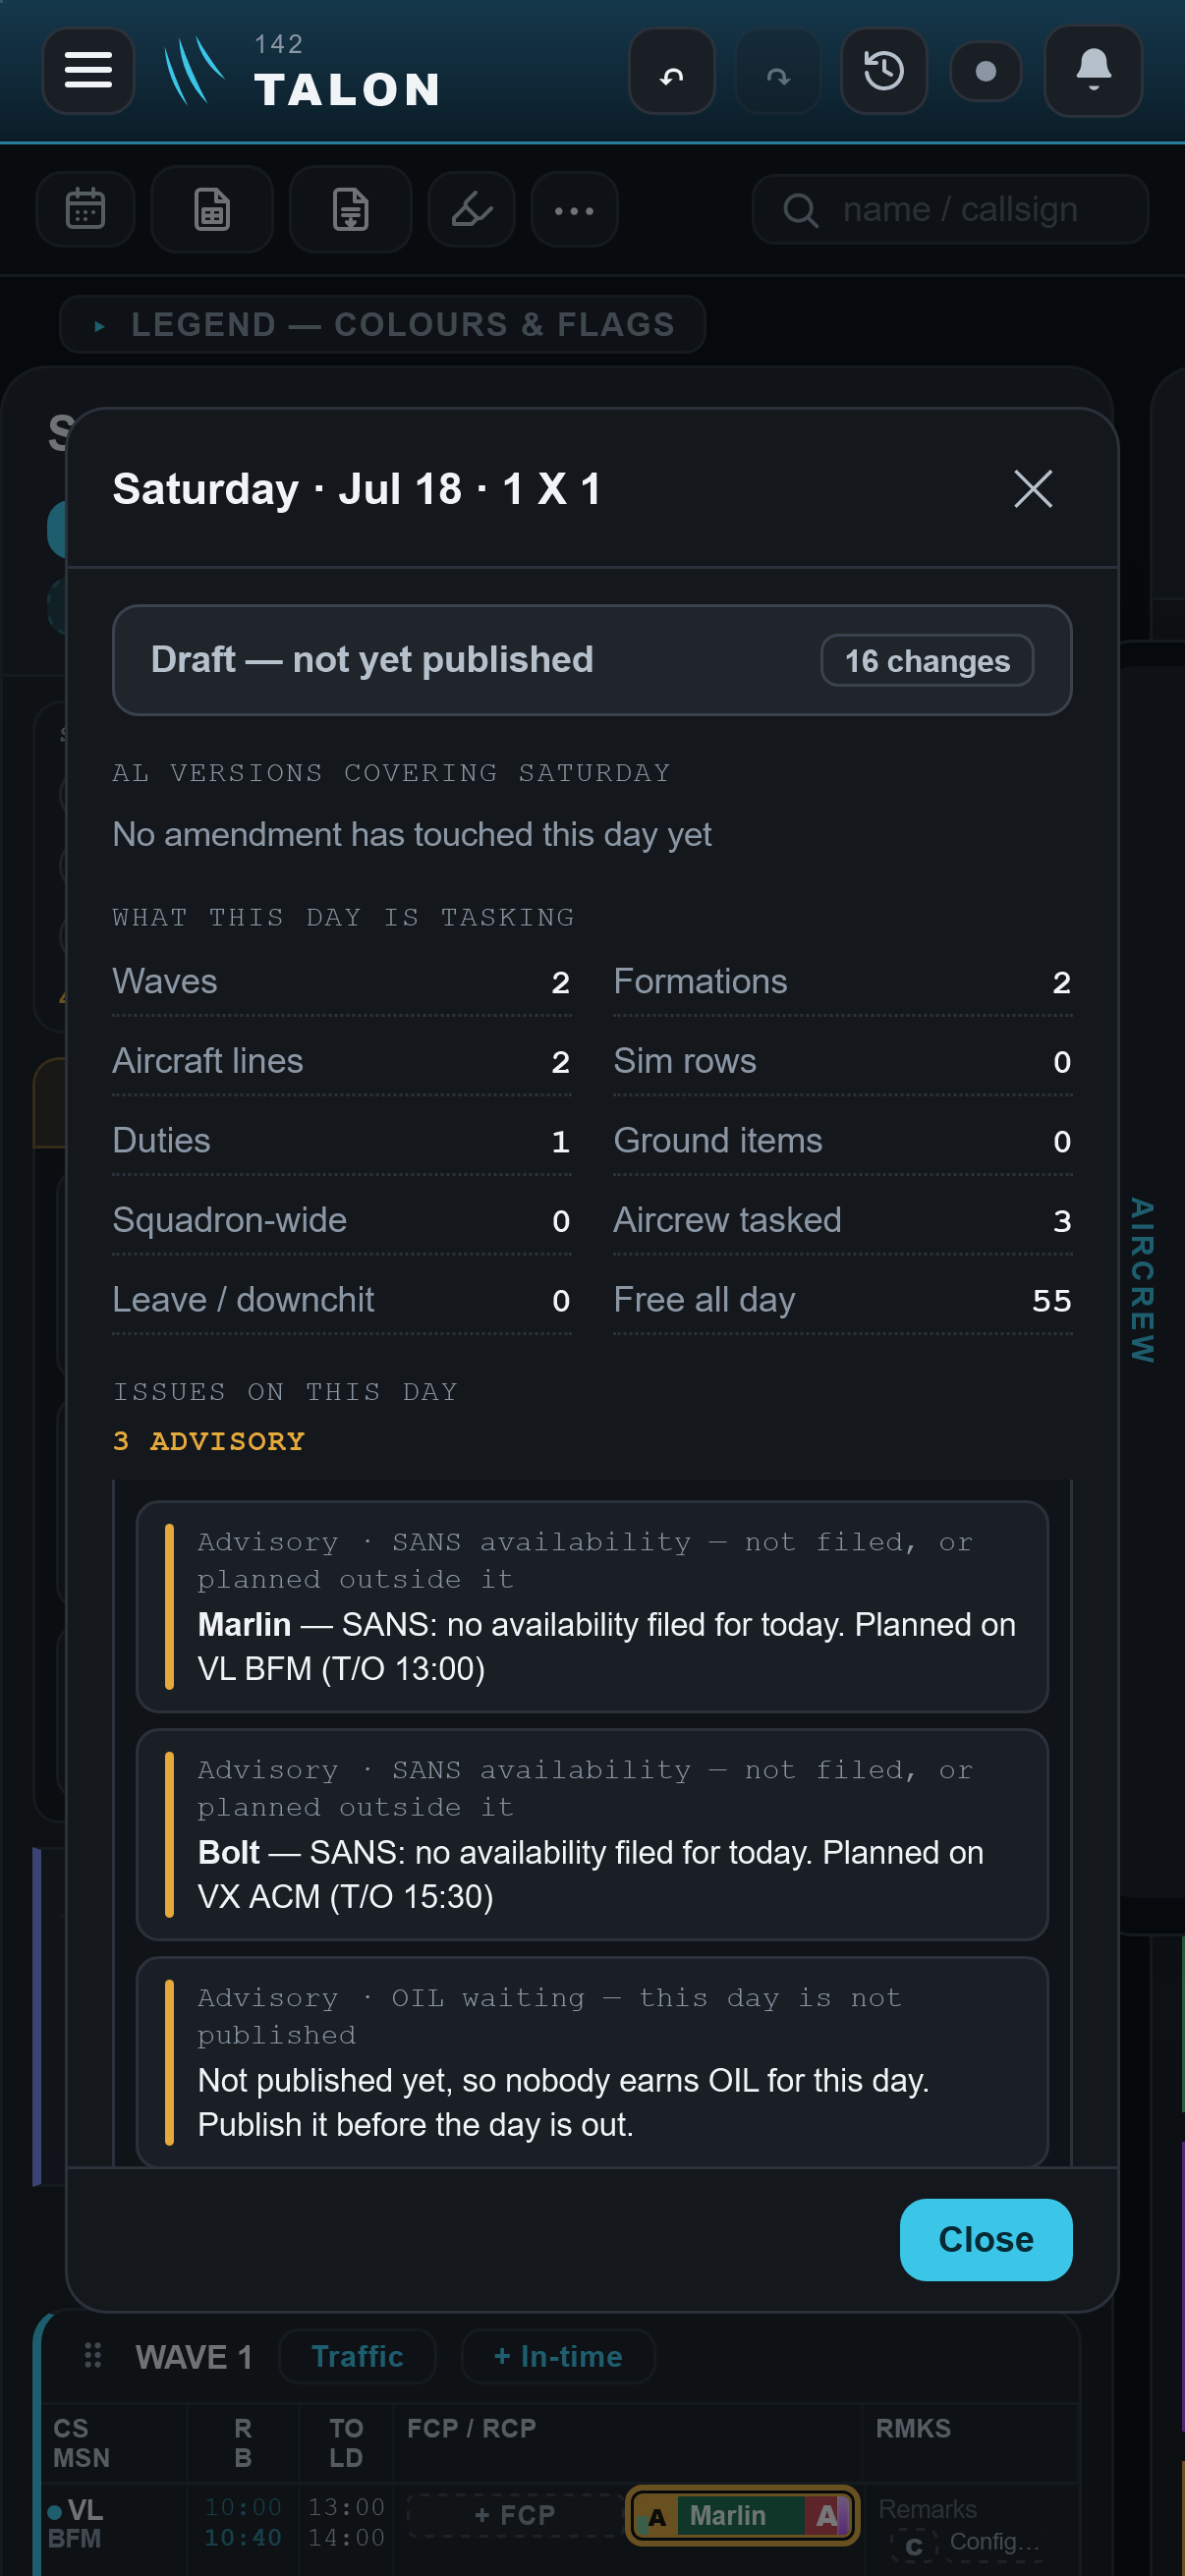 142
TALON
name / callsign
▸ LEGEND — COLOURS & FLAGS
Saturday · Jul 18 · 1 X 1
Draft — not yet published
16 changes
AL VERSIONS COVERING SATURDAY
No amendment has touched this day yet
WHAT THIS DAY IS TASKING
Waves 2 Formations 2
Aircraft lines 2 Sim rows 0
Duties 1 Ground items 0
Squadron-wide 0 Aircrew tasked 3
Leave / downchit 0 Free all day 55
AIRCREW
ISSUES ON THIS DAY
3 ADVISORY
Advisory · SANS availability — not filed, or
planned outside it
Marlin — SANS: no availability filed for today. Planned on
VL BFM (T/O 13:00)
Advisory · SANS availability — not filed, or
planned outside it
Bolt — SANS: no availability filed for today. Planned on
VX ACM (T/O 15:30)
Advisory · OIL waiting — this day is not
published
Not published yet, so nobody earns OIL for this day.
Publish it before the day is out.
Close
WAVE 1 Traffic + In-time
CS R TO FCP / RCP RMKS
MSN B LD
VL 10:00 13:00 + FCP A Marlin A Remarks
BFM 10:40 14:00 C Config...